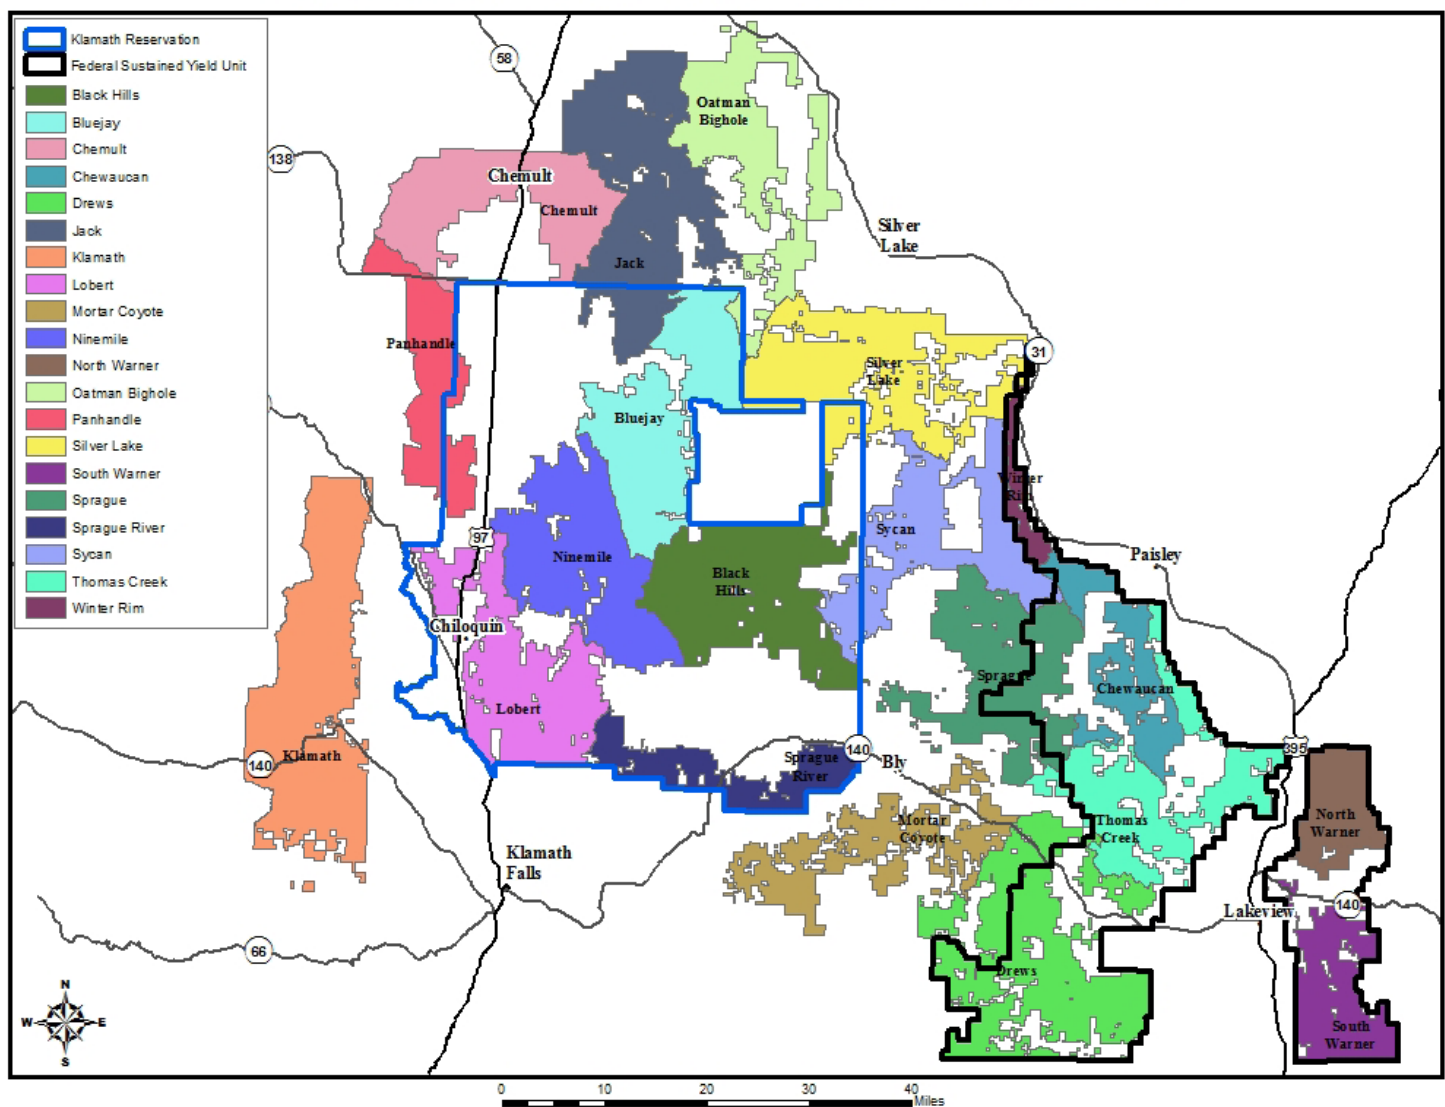 Klamath Reservation
Federal Sustained Yield Unit
Black Hills
Bluejay
Chemult
Chewaucan
Drews
Jack
Klamath
Lobert
Mortar Coyote
Ninemile
North Warner
Oatman Bighole
Panhandle
Silver Lake
South Warner
Sprague
Sprague River
Sycan
Thomas Creek
Winter Rim
58
Oatman
Bighole
138
Chemult
Chemult
Silver
Lake
Jack
Panhandle
31
Silver
Lake
Bluejay
Winter
Rim
Sycan
97
Ninemile
Paisley
Black
Hills
Chiloquin
Sprague
Chewaucan
Lobert
140
Klamath
Sprague
River
140
Bly
395
Mortar
Coyote
Thomas
Creek
North
Warner
Klamath
Falls
Lakeview
140
66
Drews
South
Warner
N
W
E
S
0
10
20
30
40
Miles